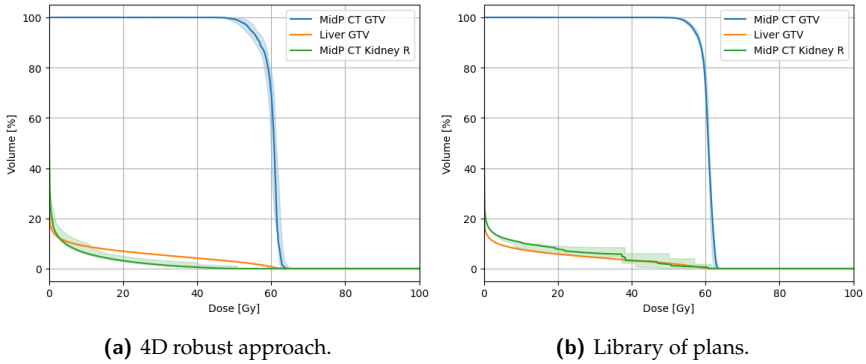 100
80
60
40
20
0
Volume [%]
0 20 40 60 80 100
Dose [Gy]
MidP CT GTV
Liver GTV
MidP CT Kidney R
(a) 4D robust approach.
100
80
60
40
20
0
Volume [%]
0 20 40 60 80 100
Dose [Gy]
MidP CT GTV
Liver GTV
MidP CT Kidney R
(b) Library of plans.